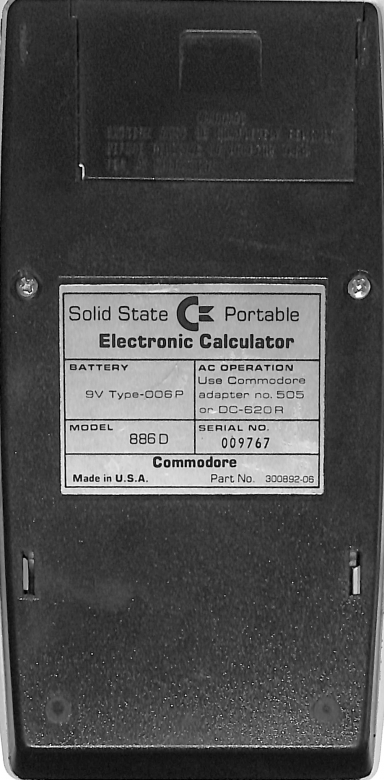 Solid State Portable
Electronic Calculator
BATTERY
9V Type-006P
AC OPERATION
Use Commodore
adapter no. 505
or DC-620R
MODEL
886D
SERIAL NO.
009767
Commodore
Made in U.S.A. Part No. 300892-06